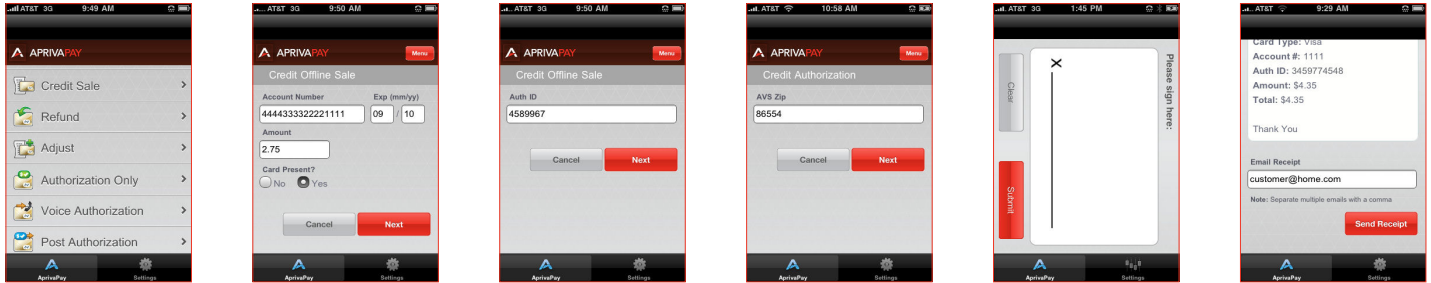 AT&T 3G 9:49 AM
APRIVAPAY
Credit Sale
Refund
Adjust
Authorization Only
Voice Authorization
Post Authorization
AprivaPay Settings
AT&T 3G 9:50 AM
APRIVAPAY Menu
Credit Offline Sale
Account Number Exp (mm/yy)
4444333322221111 09 / 10
Amount
2.75
Card Present?
No Yes
Cancel Next
AprivaPay Settings
AT&T 3G 9:50 AM
APRIVAPAY Menu
Credit Offline Sale
Auth ID
4589967
Cancel Next
AprivaPay Settings
AT&T 10:58 AM
APRIVAPAY Menu
Credit Authorization
AVS Zip
86554
Cancel Next
AprivaPay Settings
AT&T 3G 1:45 PM
Please sign here:
X
Clear
Submit
AprivaPay Settings
AT&T 9:29 AM
Card Type: Visa
Account #: 1111
Auth ID: 3459774548
Amount: $4.35
Total: $4.35
Thank You
Email Receipt
customer@home.com
Note: Separate multiple emails with a comma
Send Receipt
AprivaPay Settings